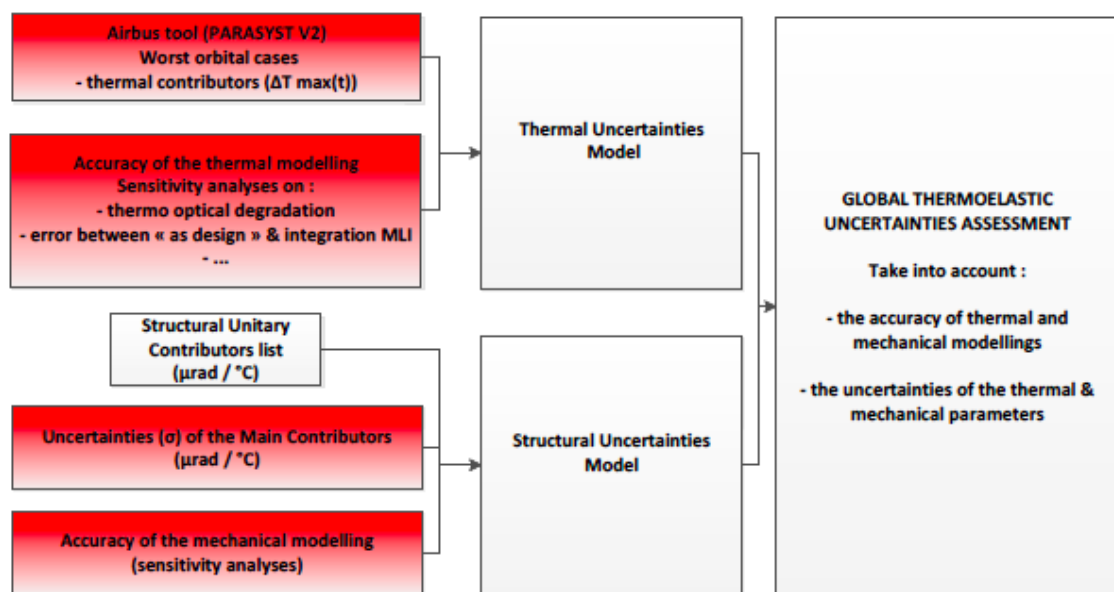 Airbus tool (PARASYST V2)
Worst orbital cases
- thermal contributors (ΔT max(t))
Accuracy of the thermal modelling
Sensitivity analyses on :
- thermo optical degradation
- error between « as design » & integration MLI
- ...
Structural Unitary
Contributors list
(µrad / °C)
Uncertainties (σ) of the Main Contributors
(µrad / °C)
Accuracy of the mechanical modelling
(sensitivity analyses)
Thermal Uncertainties
Model
Structural Uncertainties
Model
GLOBAL THERMOELASTIC
UNCERTAINTIES ASSESSMENT
Take into account :
- the accuracy of thermal and
mechanical modellings
- the uncertainties of the thermal &
mechanical parameters